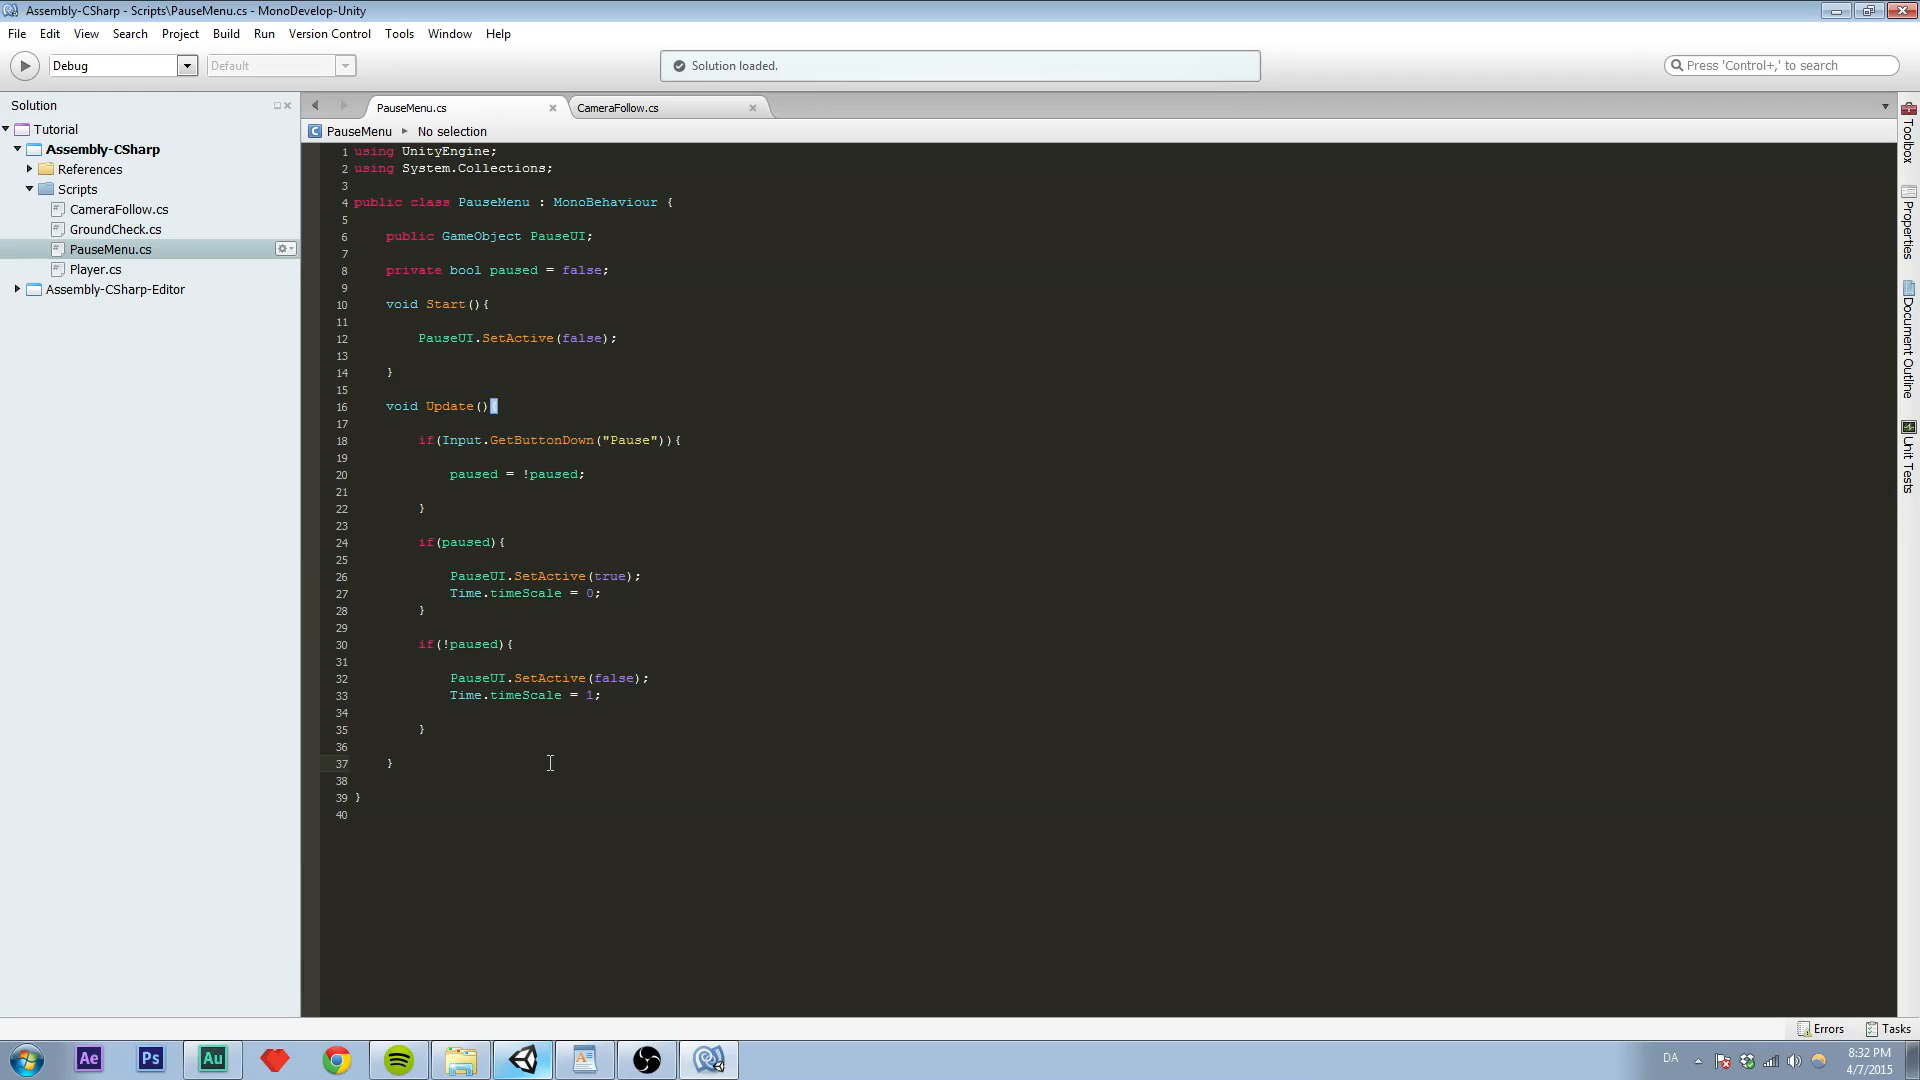 Assembly-CSharp - Scripts\PauseMenu.cs - MonoDevelop-Unity
File Edit View Search Project Build Run Version Control Tools Window Help
Debug Default Solution loaded. Press 'Control+,' to search
Solution PauseMenu.cs CameraFollow.cs
Tutorial
Assembly-CSharp
References
Scripts
CameraFollow.cs
GroundCheck.cs
PauseMenu.cs
Player.cs
Assembly-CSharp-Editor
PauseMenu No selection
1 using UnityEngine;
2 using System.Collections;
3
4 public class PauseMenu : MonoBehaviour {
5
6 public GameObject PauseUI;
7
8 private bool paused = false;
9
10 void Start(){
11
12 PauseUI.SetActive(false);
13
14 }
15
16 void Update(){
17
18 if(Input.GetButtonDown("Pause")){
19
20 paused = !paused;
21
22 }
23
24 if(paused){
25
26 PauseUI.SetActive(true);
27 Time.timeScale = 0;
28 }
29
30 if(!paused){
31
32 PauseUI.SetActive(false);
33 Time.timeScale = 1;
34
35 }
36
37 }
38
39 }
40
Toolbox
Properties
Document Outline
Unit Tests
Errors Tasks
Ae Ps Au DA 8:32 PM
4/7/2015